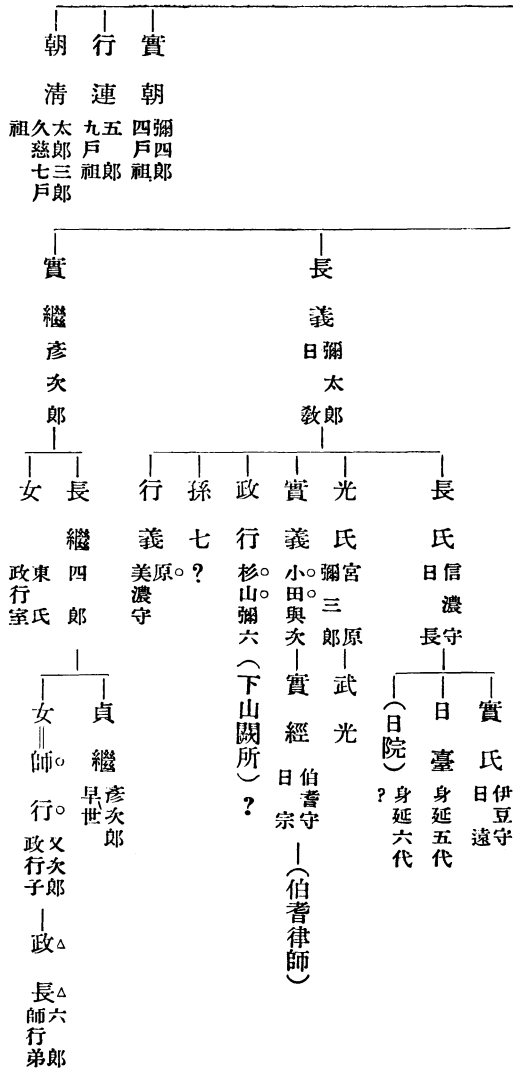 實朝 彌四郎 四戸祖
行連 五郎 九戸祖
朝清 太郎三郎 久慈七戸祖
長義 彌太郎 日教
實繼 彥次郎
長氏 信濃守 日長
光氏 宮原彌三郎
實義 小田與次
政行 杉山彌六(下山闕所)?
孫七?
行義 原 美濃守
長繼 四郎
女 東氏政行室
實氏 伊豆守 日遠
日臺 身延五代
(日院) 身延六代?
武光
實經 伯耆守 日宗
(伯耆律師)
貞繼 彥次郎 早世
女=師行 又次郎 政行子
政長 六郎 師行弟